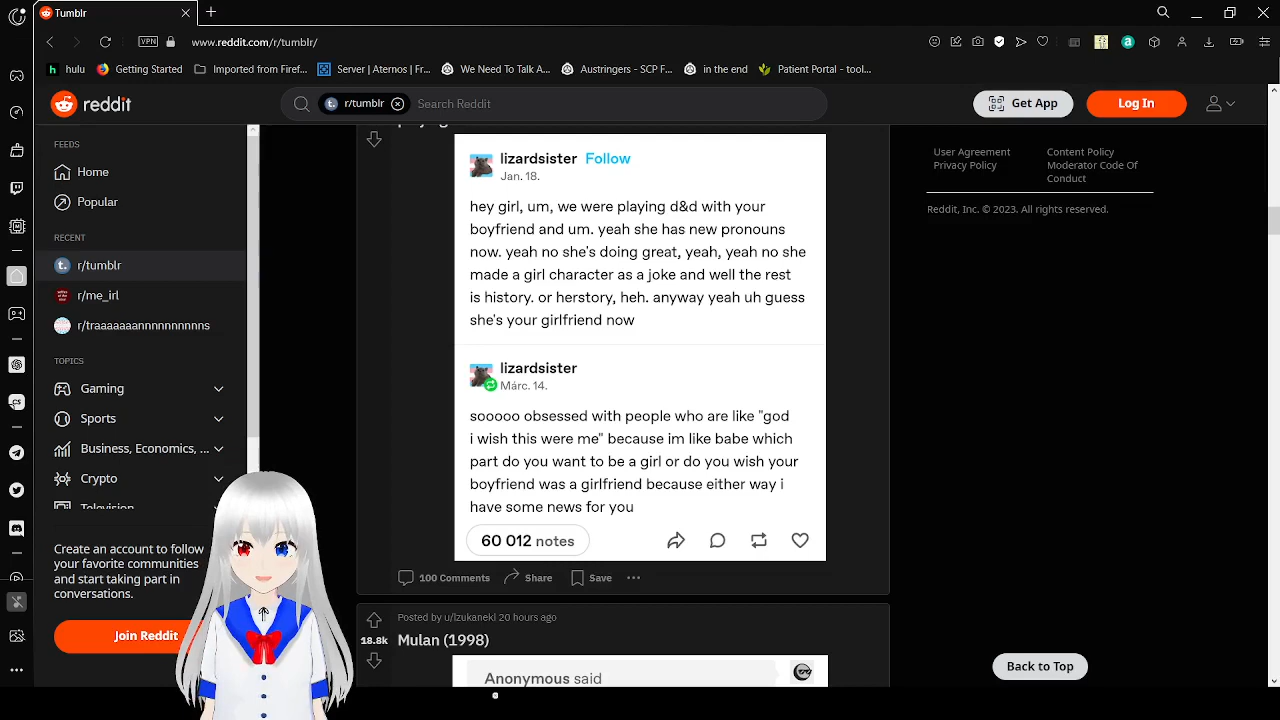 Tumblr
VPN
www.reddit.com/r/tumblr/
hulu
Getting Started
Imported from Firef...
Server | Aternos | Fr...
We Need To Talk A...
Austringers - SCP F...
in the end
Patient Portal - tool...
reddit
r/tumblr
Search Reddit
Get App
Log In
FEEDS
Home
Popular
RECENT
r/tumblr
r/me_irl
r/traaaaaaannnnnnnnnns
TOPICS
Gaming
Sports
Business, Economics, ...
Crypto
Television
Create an account to follow
your favorite communities
and start taking part in
conversations.
Join Reddit
lizardsister Follow
Jan. 18.
hey girl, um, we were playing d&d with your
boyfriend and um. yeah she has new pronouns
now. yeah no she's doing great, yeah, yeah no she
made a girl character as a joke and well the rest
is history. or herstory, heh. anyway yeah uh guess
she's your girlfriend now
lizardsister
Márc. 14.
sooooo obsessed with people who are like "god
i wish this were me" because im like babe which
part do you want to be a girl or do you wish your
boyfriend was a girlfriend because either way i
have some news for you
60 012 notes
100 Comments
Share
Save
Posted by u/lzukanekl 20 hours ago
18.8k
Mulan (1998)
Anonymous said
User Agreement
Privacy Policy
Content Policy
Moderator Code Of
Conduct
Reddit, Inc. © 2023. All rights reserved.
Back to Top